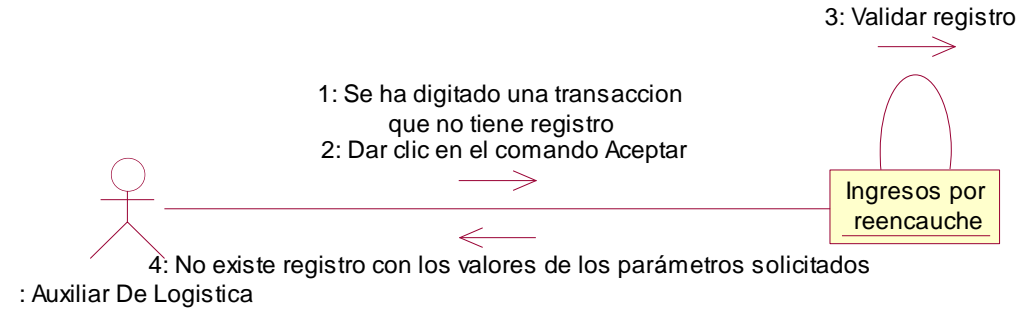 3: Validar registro
1: Se ha digitado una transaccion
que no tiene registro
2: Dar clic en el comando Aceptar
Ingresos por
reencauche
4: No existe registro con los valores de los parámetros solicitados
: Auxiliar De Logistica